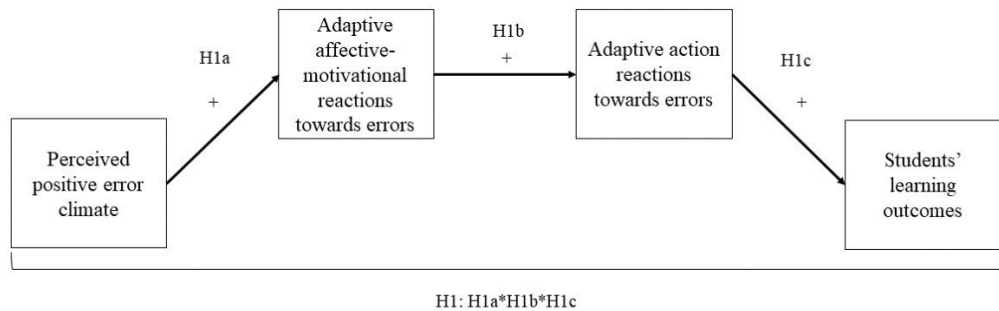 H1a
+
Adaptive
affective-
motivational
reactions
towards errors
H1b
+
Adaptive action
reactions
towards errors
H1c
+
Perceived
positive error
climate
Students’
learning
outcomes
H1: H1a*H1b*H1c